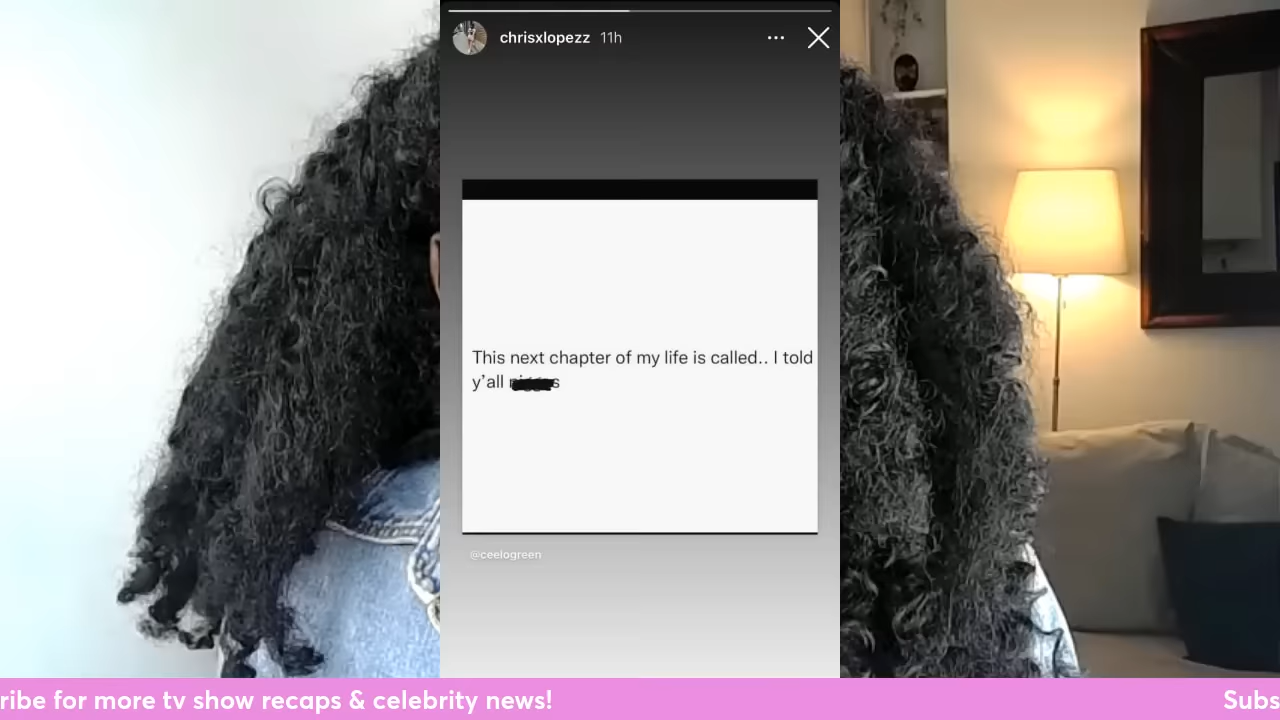 chrisxlopezz 11h
This next chapter of my life is called.. I told
y'all
@ceelogreen
ribe for more tv show recaps & celebrity news!
Subs